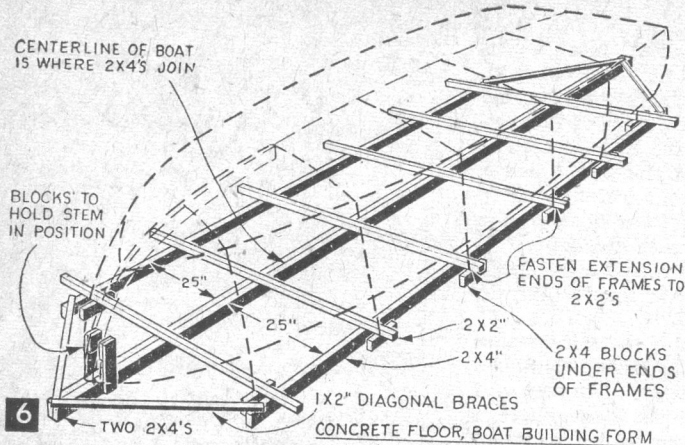 CENTERLINE OF BOAT
IS WHERE 2X4'S JOIN
BLOCKS TO
HOLD STEM
IN POSITION
25"
25"
FASTEN EXTENSION
ENDS OF FRAMES TO
2X2'S
2X2"
2X4"
2X4 BLOCKS
UNDER ENDS
OF FRAMES
1X2" DIAGONAL BRACES
6
TWO 2X4'S
CONCRETE FLOOR, BOAT BUILDING FORM